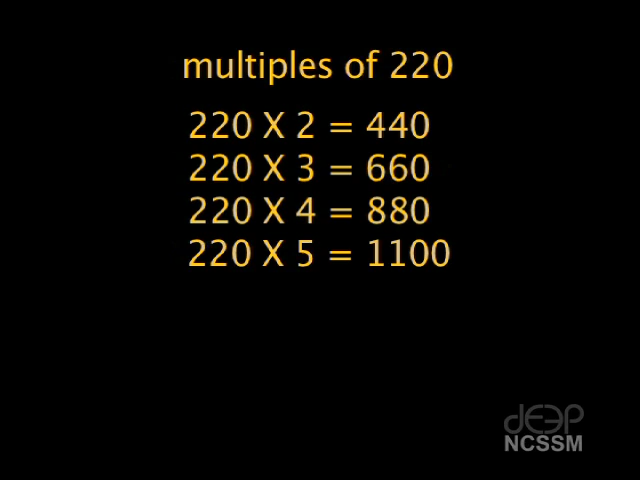 multiples of 220
220 X 2 = 440
220 X 3 = 660
220 X 4 = 880
220 X 5 = 1100
deep
NCSSM